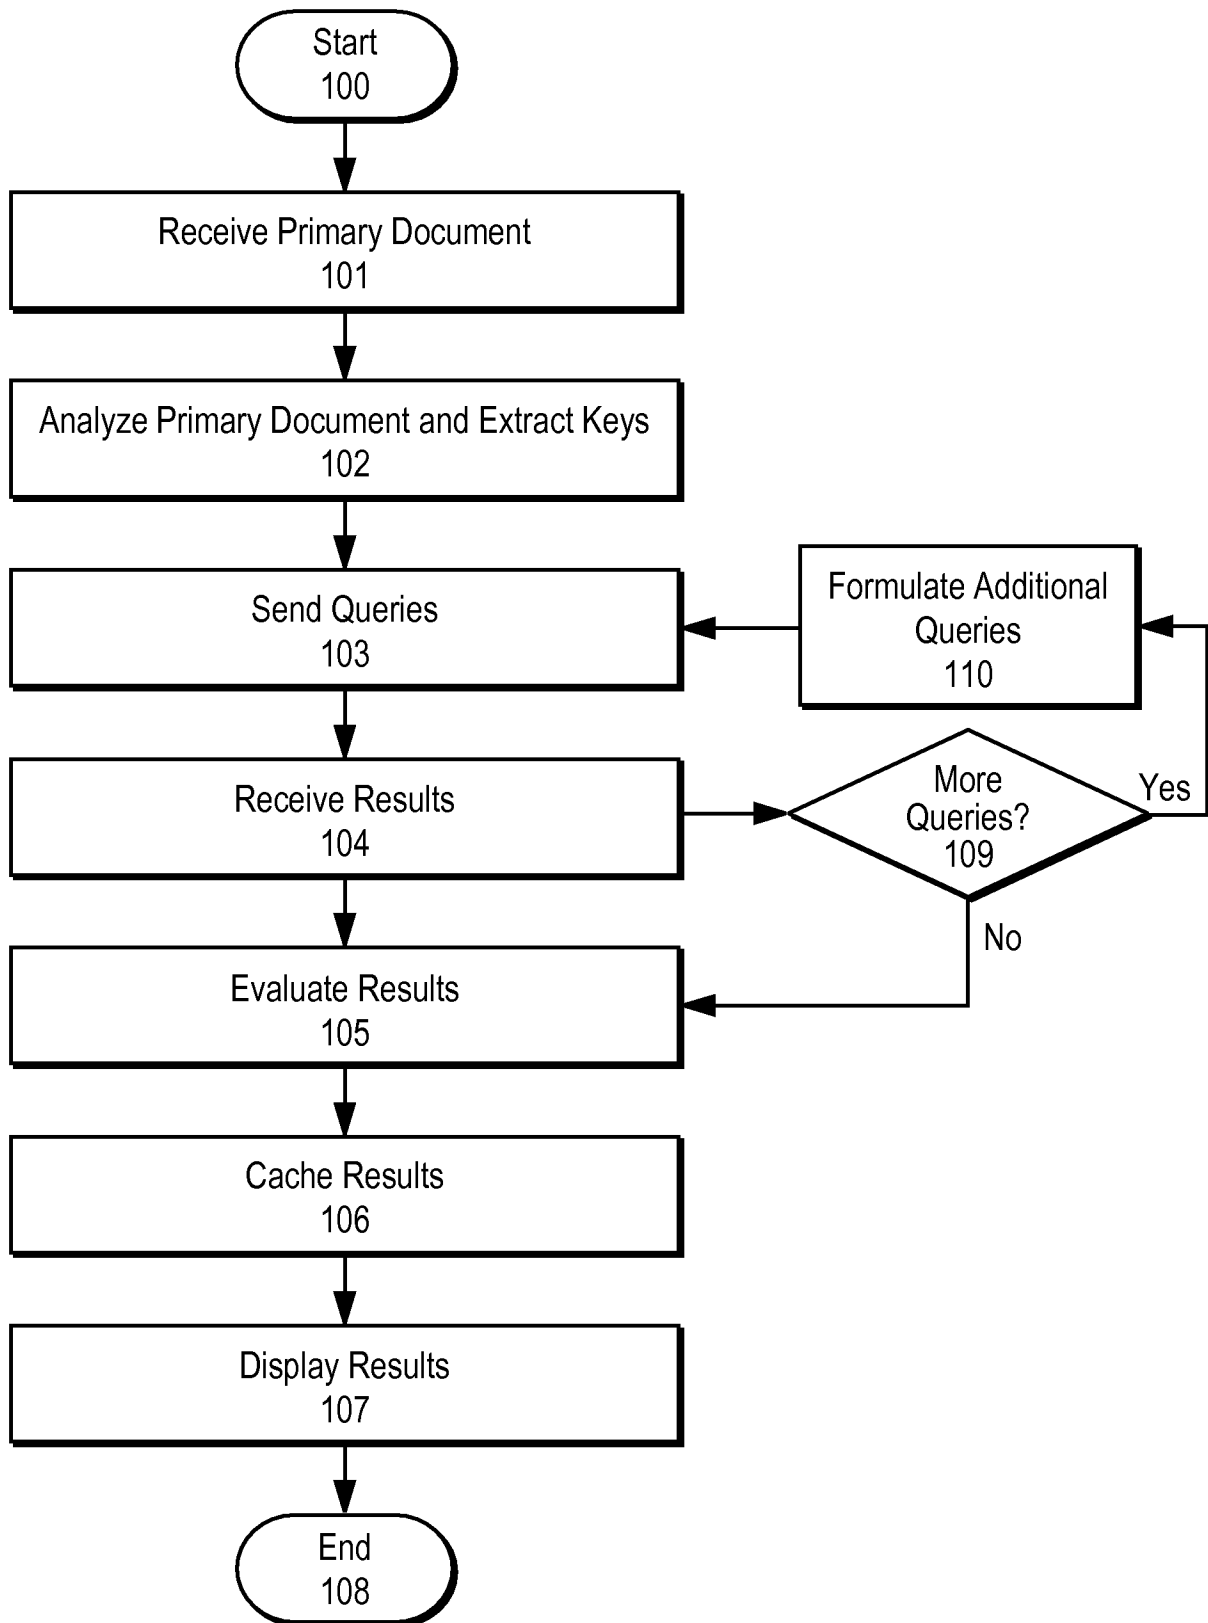 Start
100
Receive Primary Document
101
Analyze Primary Document and Extract Keys
102
Send Queries
103
Formulate Additional
Queries
110
Receive Results
104
More
Queries?
109
Yes
No
Evaluate Results
105
Cache Results
106
Display Results
107
End
108